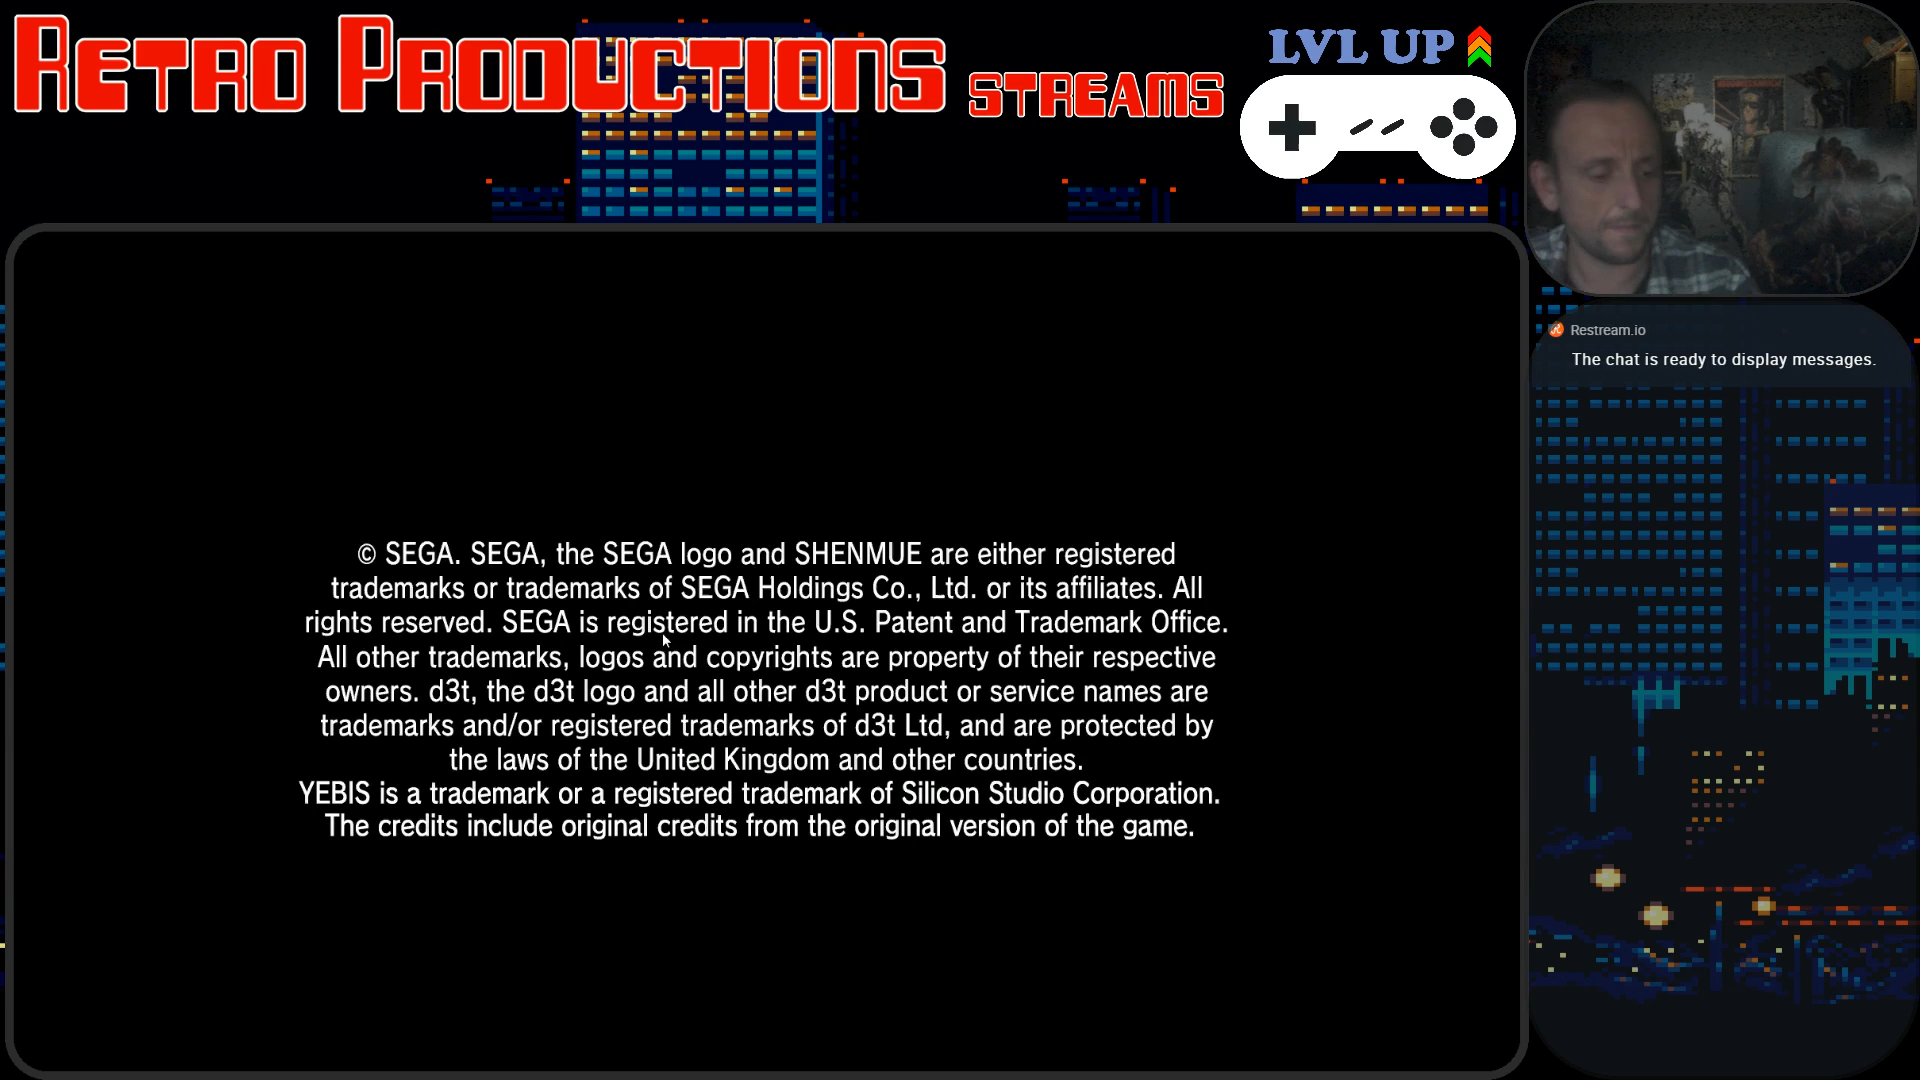 Retro Productions
STREAMS
LVL UP
Restream.io
The chat is ready to display messages.
© SEGA. SEGA, the SEGA logo and SHENMUE are either registered
trademarks or trademarks of SEGA Holdings Co., Ltd. or its affiliates. All
rights reserved. SEGA is registered in the U.S. Patent and Trademark Office.
All other trademarks, logos and copyrights are property of their respective
owners. d3t, the d3t logo and all other d3t product or service names are
trademarks and/or registered trademarks of d3t Ltd, and are protected by
the laws of the United Kingdom and other countries.
YEBIS is a trademark or a registered trademark of Silicon Studio Corporation.
The credits include original credits from the original version of the game.